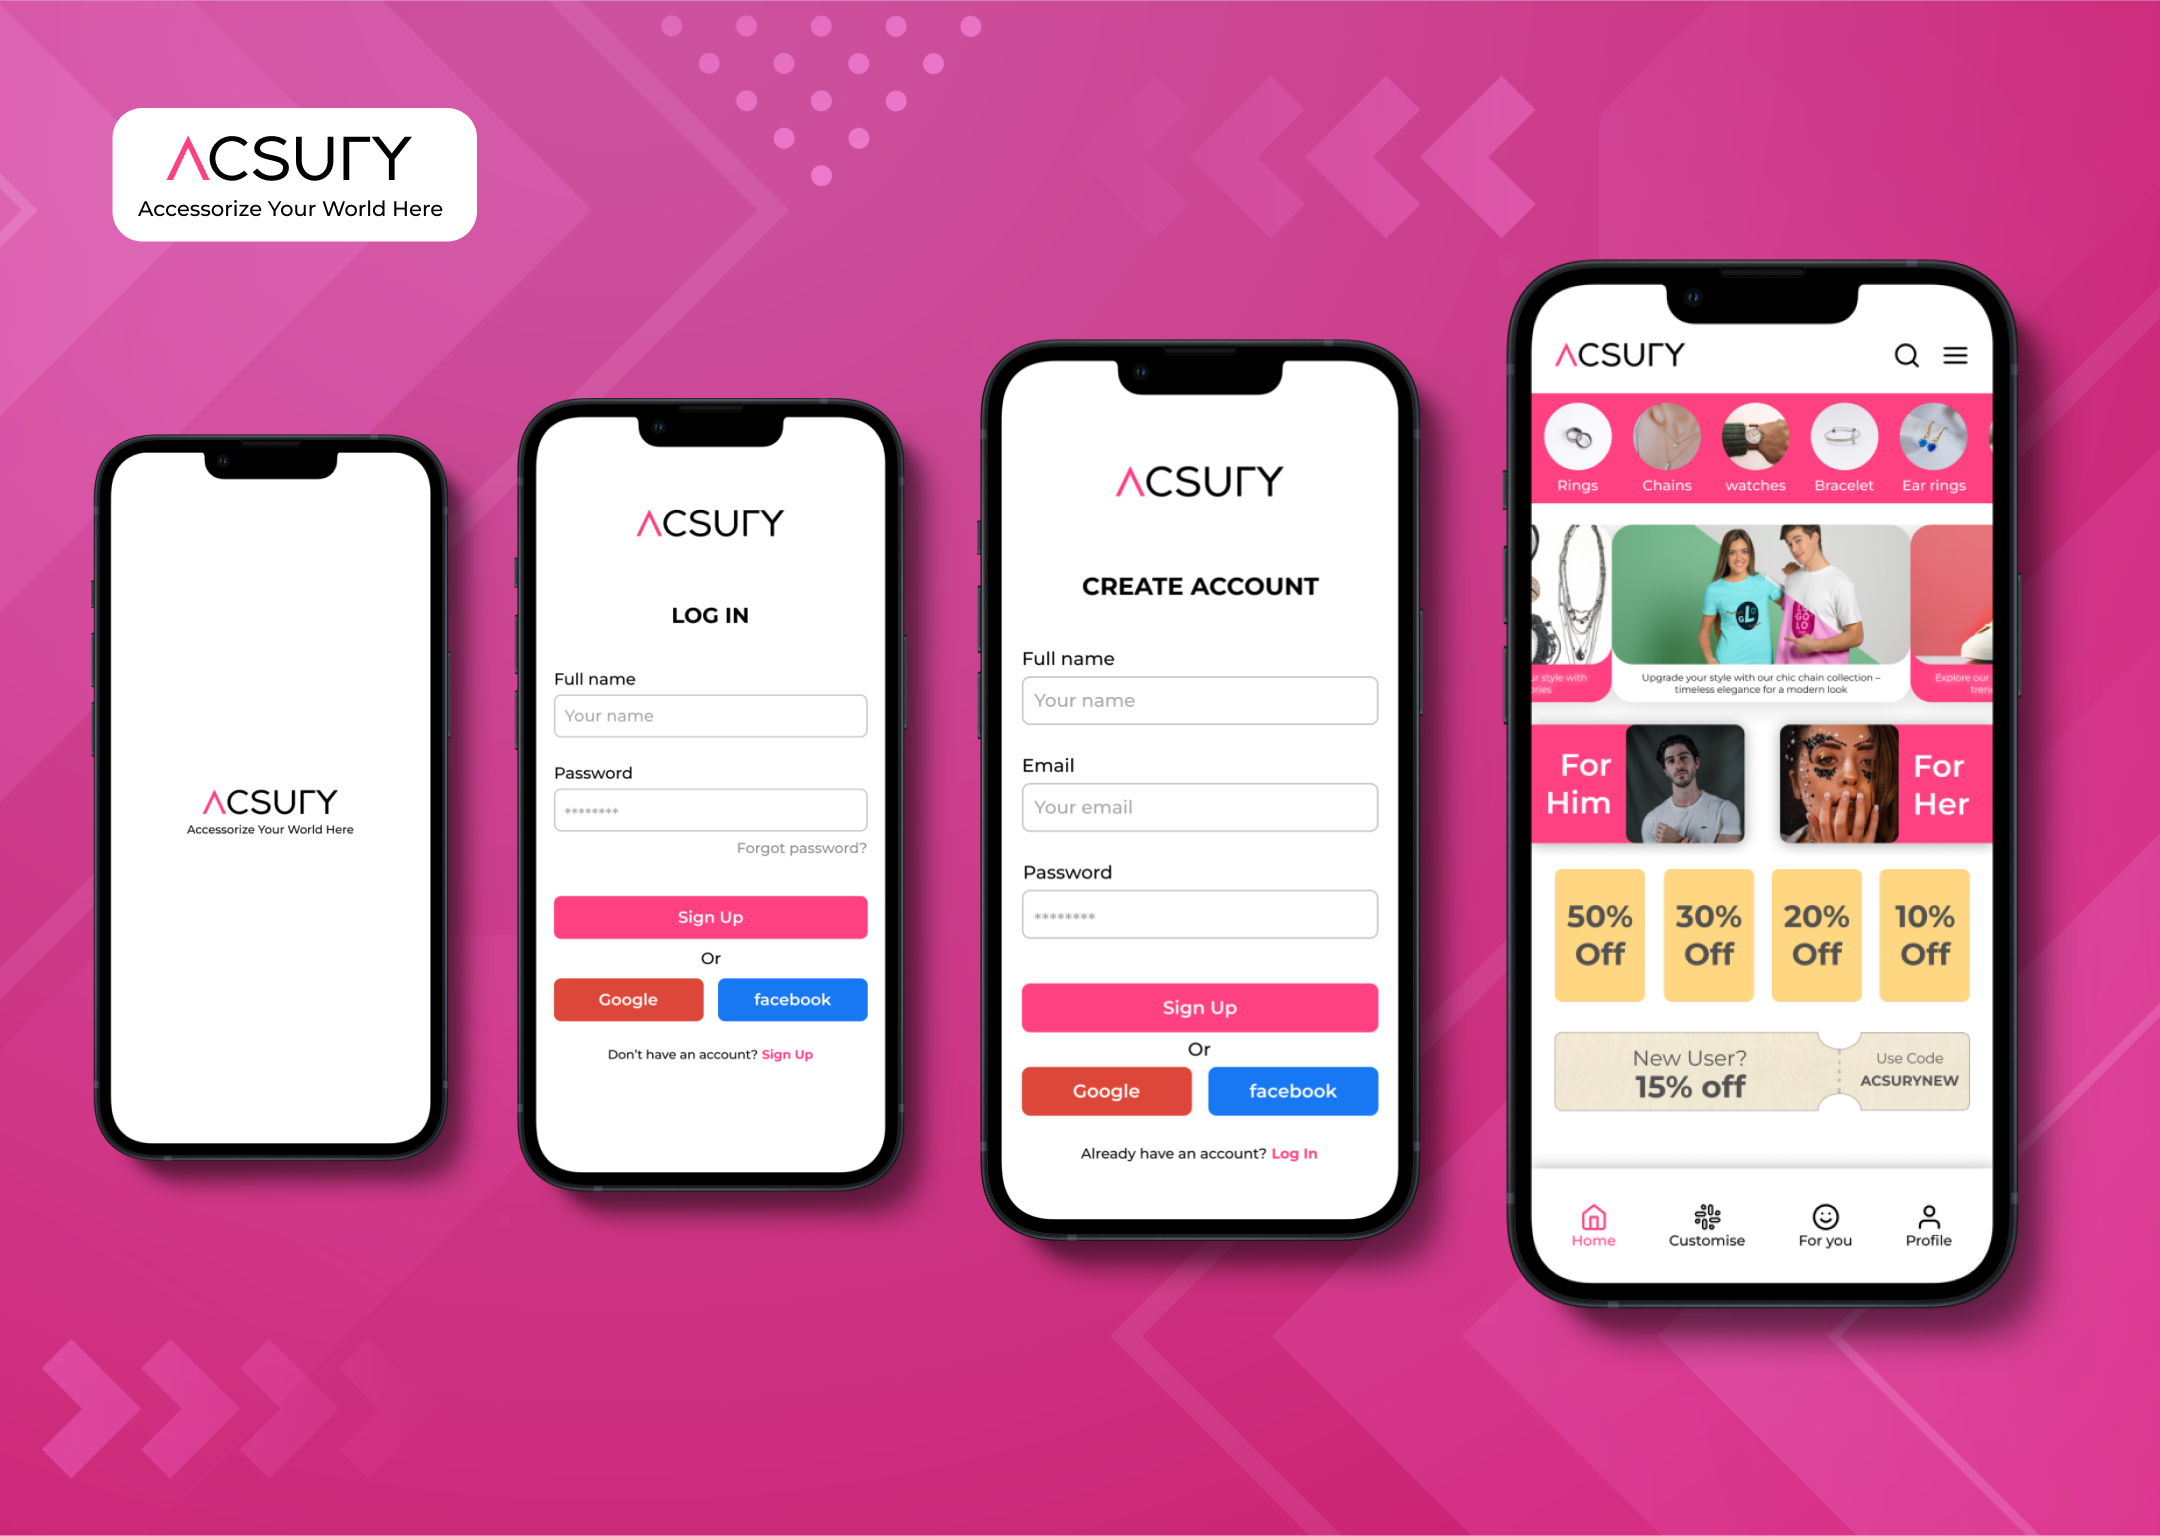 ACSURY
Accessorize Your World Here
ACSURY
Accessorize Your World Here
ACSURY
LOG IN
Full name
Your name
Password
********
Forgot password?
Sign Up
Or
Google
facebook
Don't have an account? Sign Up
ACSURY
CREATE ACCOUNT
Full name
Your name
Email
Your email
Password
********
Sign Up
Or
Google
facebook
Already have an account? Log In
ACSURY
Rings
Chains
watches
Bracelet
Ear rings
style with
Upgrade your style with our chic chain collection –
timeless elegance for a modern look
Explore our
For
Him
For
Her
50%
Off
30%
Off
20%
Off
10%
Off
New User?
15% off
Use Code
ACSURYNEW
Home
Customise
For you
Profile